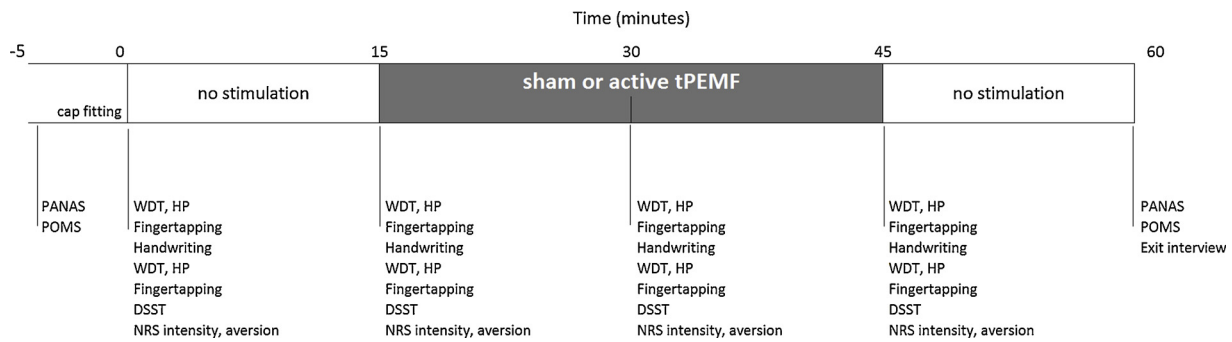 Time (minutes)
-5 0 15 30 45 60
cap fitting no stimulation sham or active tPEMF no stimulation
PANAS WDT, HP WDT, HP WDT, HP WDT, HP PANAS
POMS Fingertapping Fingertapping Fingertapping Fingertapping POMS
Handwriting Handwriting Handwriting Handwriting Exit interview
WDT, HP WDT, HP WDT, HP WDT, HP
Fingertapping Fingertapping Fingertapping Fingertapping
DSST DSST DSST DSST
NRS intensity, aversion NRS intensity, aversion NRS intensity, aversion NRS intensity, aversion